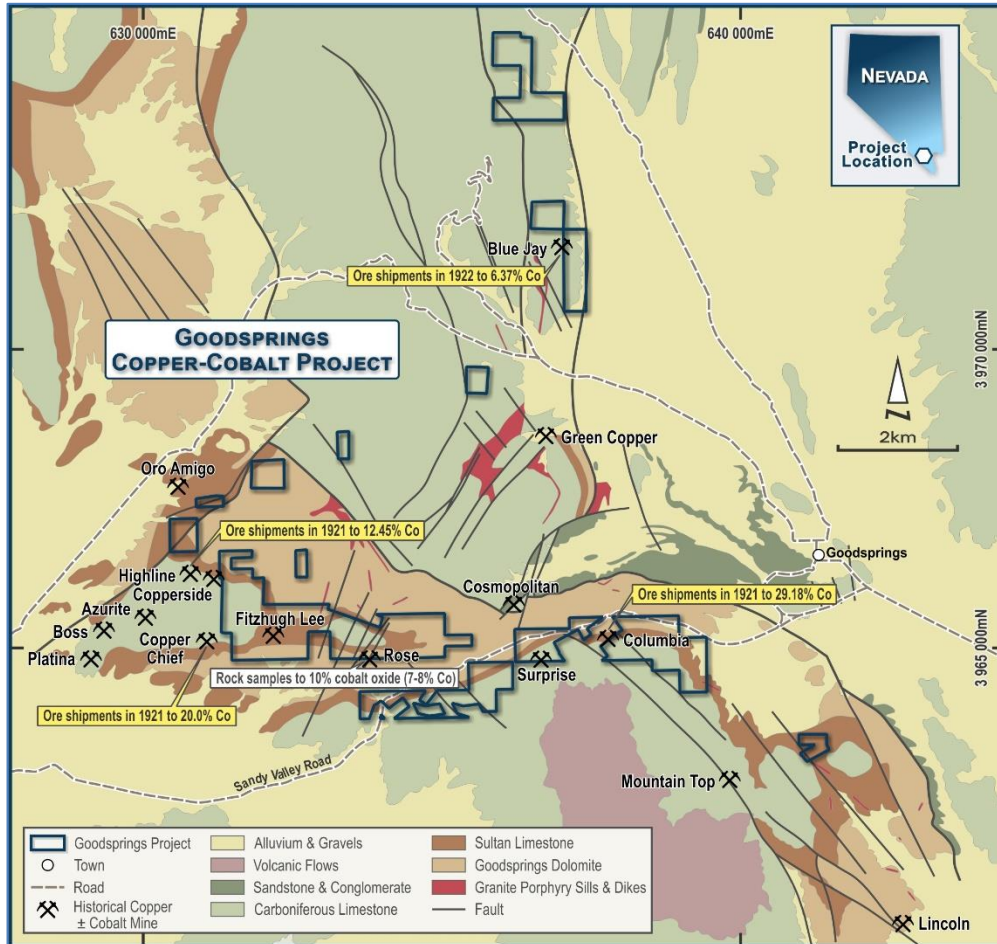 630 000mE
640 000mE
NEVADA
Project
Location
Blue Jay
Ore shipments in 1922 to 6.37% Co
GOODSPRINGS
COPPER-COBALT PROJECT
3 970 000mN
N
2km
Green Copper
Oro Amigo
Ore shipments in 1921 to 12.45% Co
Goodsprings
Highline
Copperside
Cosmopolitan
Ore shipments in 1921 to 29.18% Co
Azurite
Boss
Fitzhugh Lee
Copper
Chief
Columbia
Platina
Rose
Surprise
3 965 000mN
Rock samples to 10% cobalt oxide (7-8% Co)
Ore shipments in 1921 to 20.0% Co
Sandy Valley Road
Mountain Top
Goodsprings Project
Town
Road
Historical Copper
± Cobalt Mine
Alluvium & Gravels
Volcanic Flows
Sandstone & Conglomerate
Carboniferous Limestone
Sultan Limestone
Goodsprings Dolomite
Granite Porphyry Sills & Dikes
Fault
Lincoln